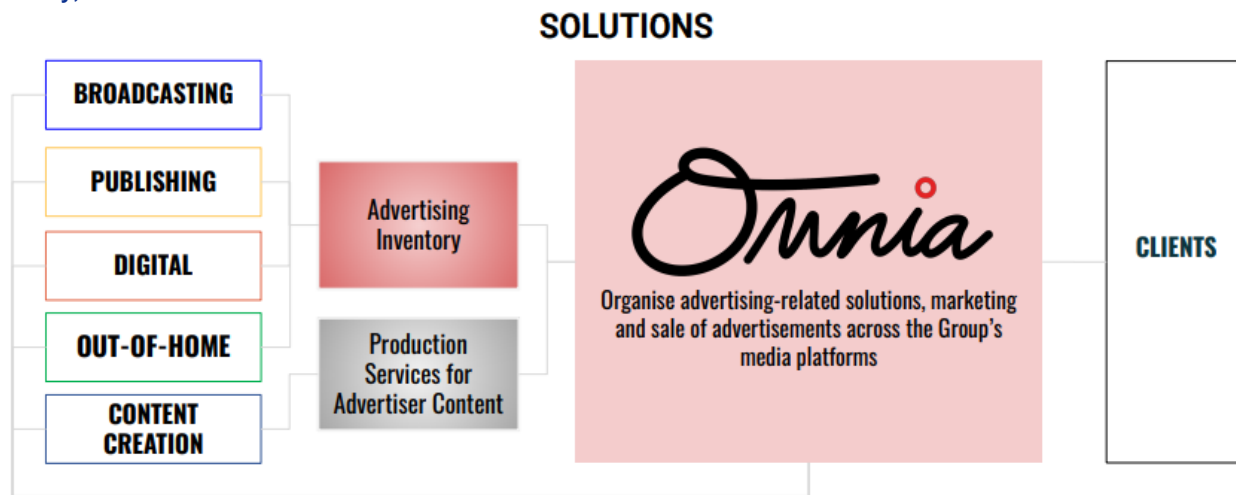 SOLUTIONS
BROADCASTING
PUBLISHING
DIGITAL
OUT-OF-HOME
CONTENT
CREATION
Advertising
Inventory
Production
Services for
Advertiser Content
Omnia
Organise advertising-related solutions, marketing
and sale of advertisements across the Group's
media platforms
CLIENTS